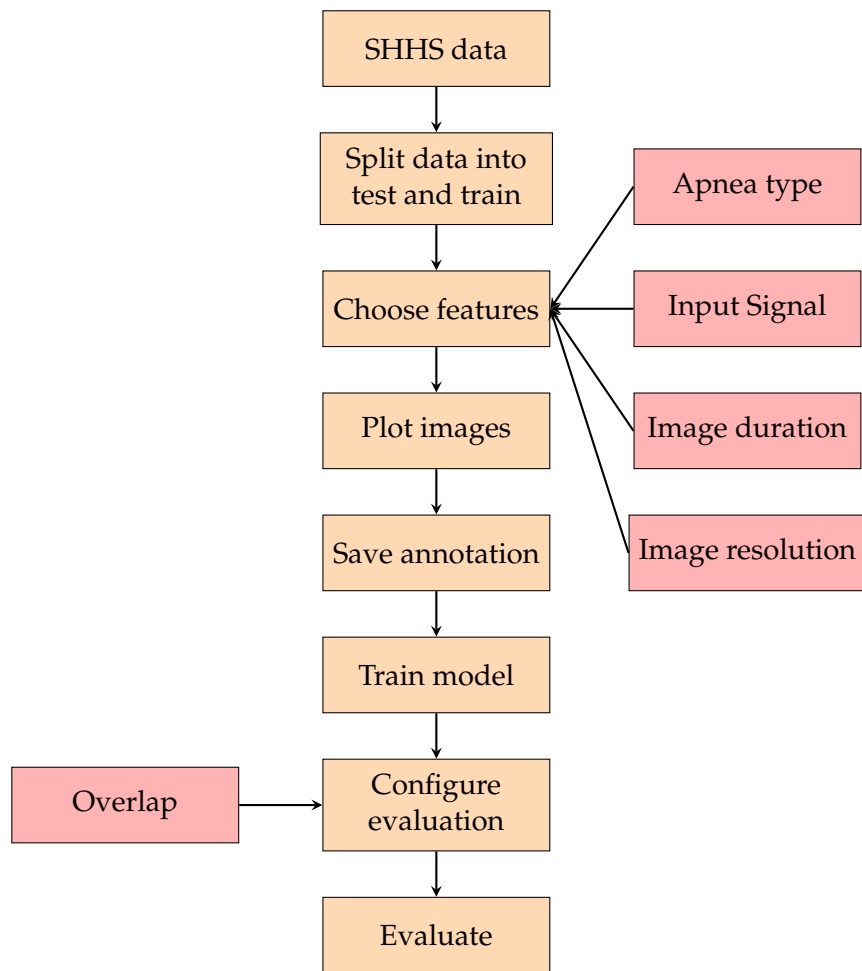 SHHS data
Split data into
test and train
Apnea type
Choose features
Input Signal
Plot images
Image duration
Save annotation
Image resolution
Train model
Overlap
Configure
evaluation
Evaluate